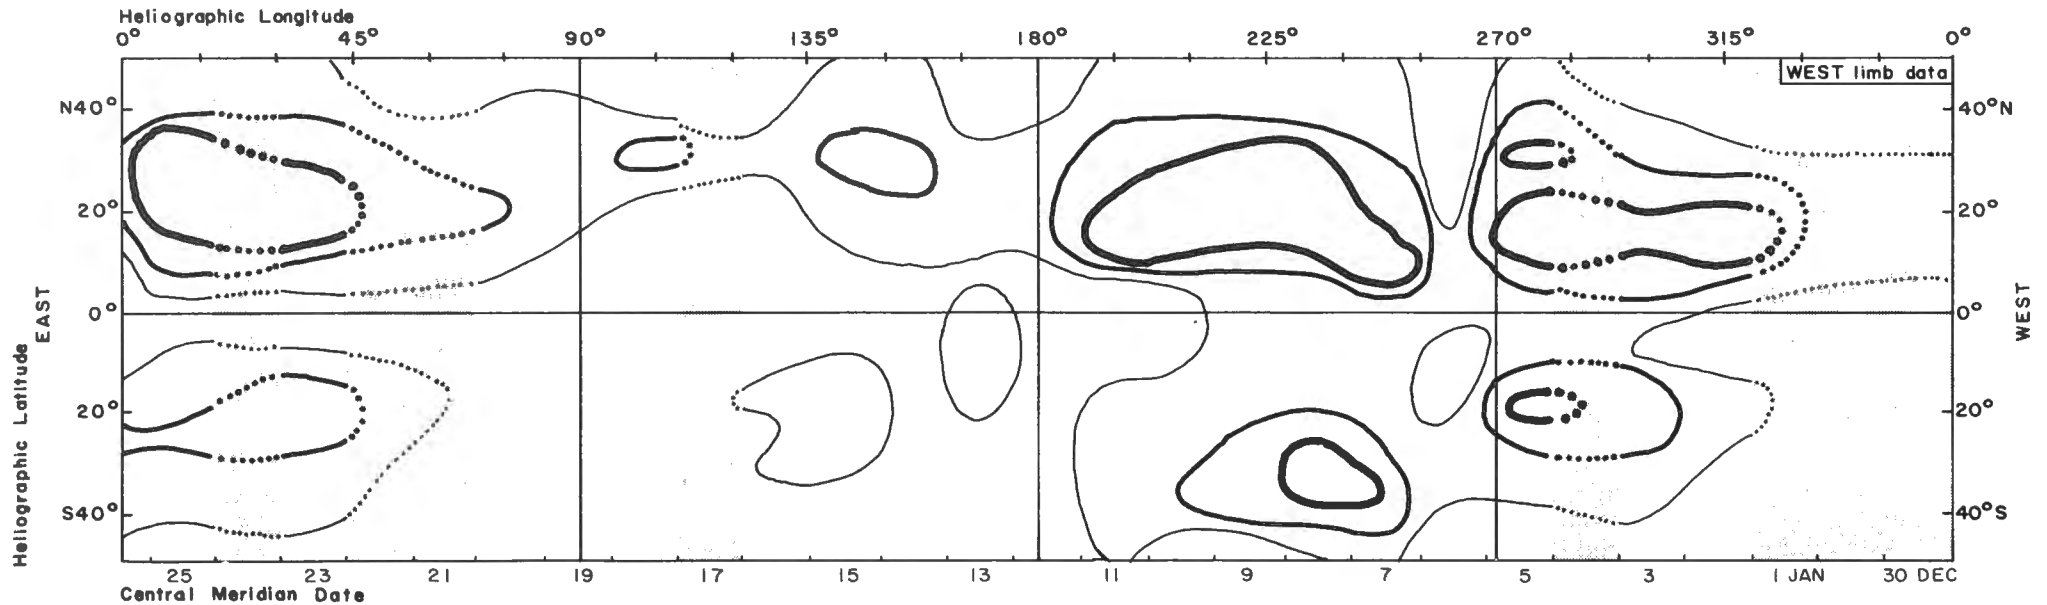 Heliographic Longitude
0° 45° 90° 135° 180° 225° 270° 315° 0°
WEST limb data
N40° 40°N
20° 20°
0° 0°
20° 20°
S40° 40°S
EAST
WEST
Heliographic Latitude
25 23 21 19 17 15 13 11 9 7 5 3 1 JAN 30 DEC
Central Meridian Date